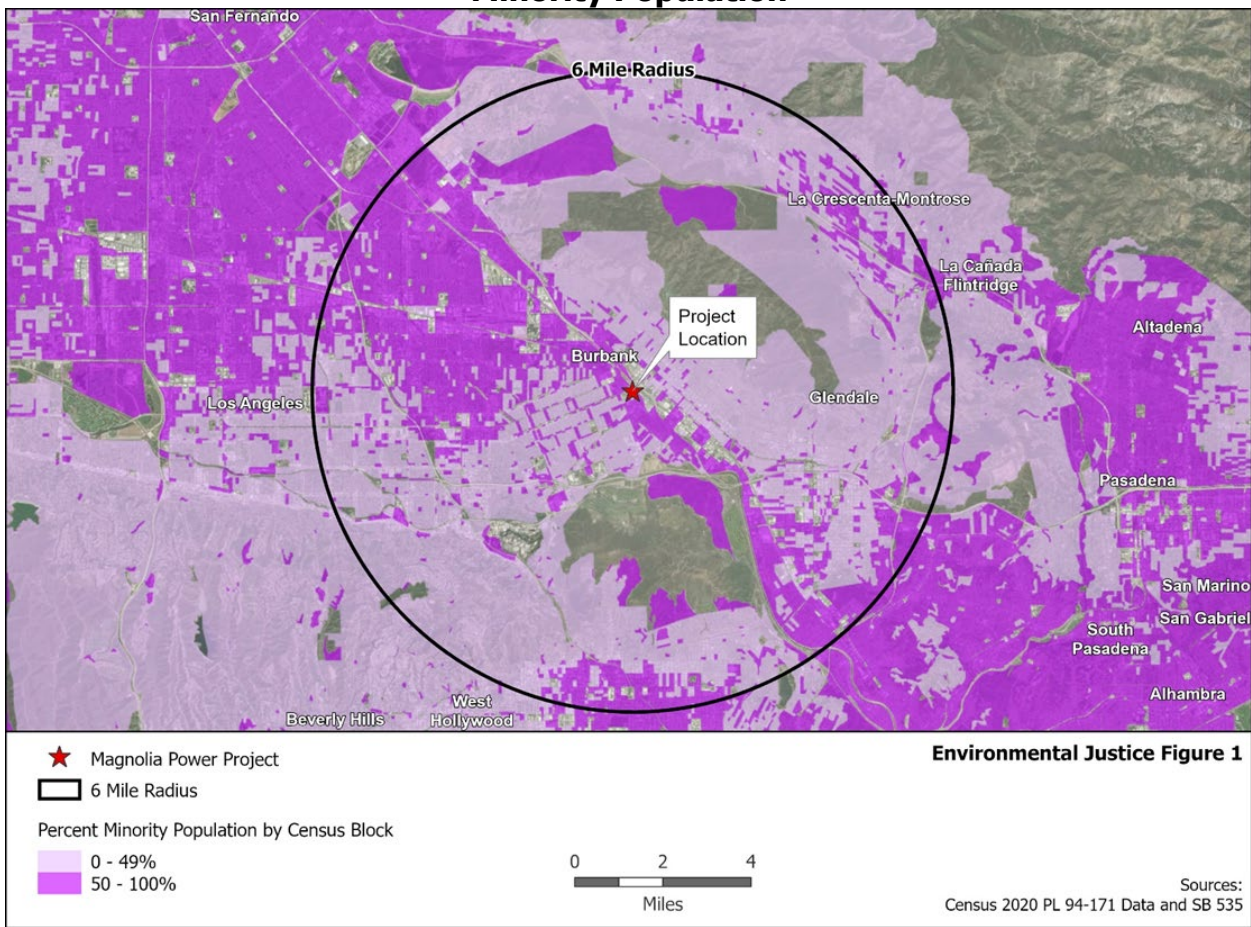 Minority Population
San Fernando
6 Mile Radius
La Crescenta-Montrose
La Cañada
Flintridge
Altadena
Project
Location
Burbank
Los Angeles
Glendale
Pasadena
San Marino
San Gabriel
South
Pasadena
Alhambra
West
Hollywood
Beverly Hills
Magnolia Power Project
6 Mile Radius
Percent Minority Population by Census Block
0 - 49%
50 - 100%
0 2 4
Miles
Environmental Justice Figure 1
Sources:
Census 2020 PL 94-171 Data and SB 535